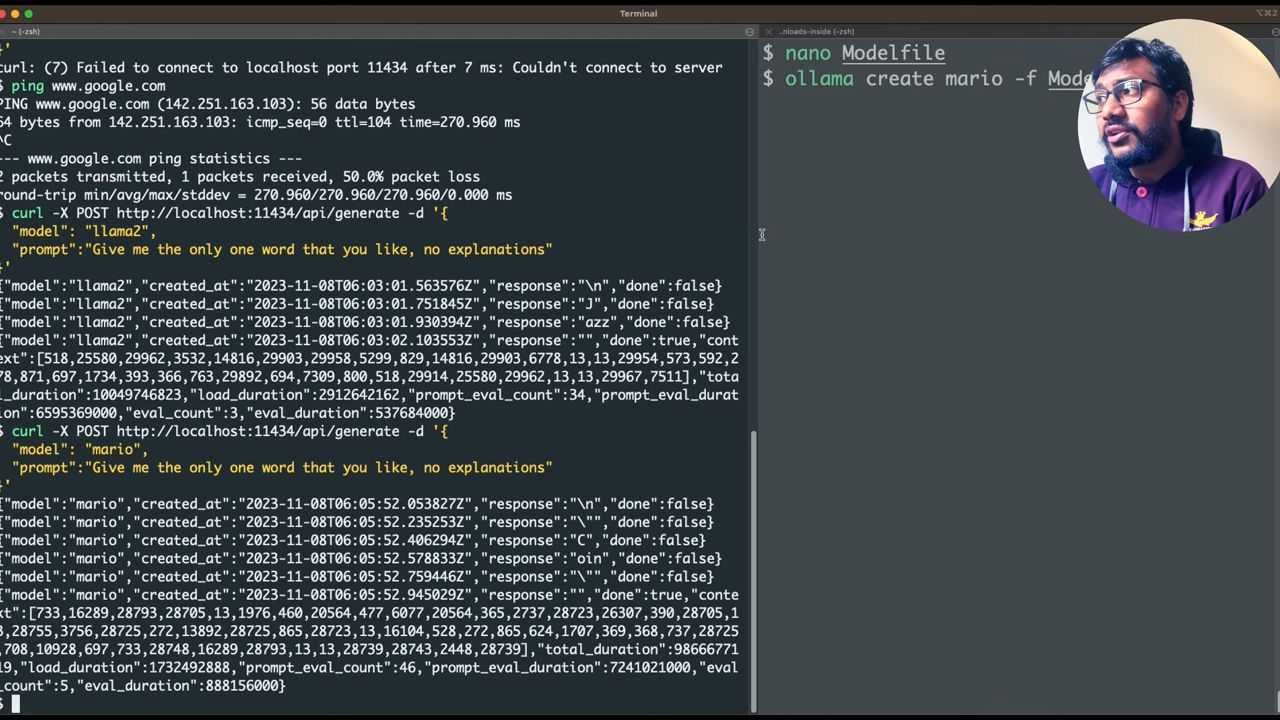 Terminal
~ (-zsh)
}'
curl: (7) Failed to connect to localhost port 11434 after 7 ms: Couldn't connect to server
$ ping www.google.com
PING www.google.com (142.251.163.103): 56 data bytes
64 bytes from 142.251.163.103: icmp_seq=0 ttl=104 time=270.960 ms
^C
--- www.google.com ping statistics ---
2 packets transmitted, 1 packets received, 50.0% packet loss
round-trip min/avg/max/stddev = 270.960/270.960/270.960/0.000 ms
$ curl -X POST http://localhost:11434/api/generate -d '{
"model": "llama2",
"prompt":"Give me the only one word that you like, no explanations"
}'
{"model":"llama2","created_at":"2023-11-08T06:03:01.563576Z","response":"\n","done":false}
{"model":"llama2","created_at":"2023-11-08T06:03:01.751845Z","response":"J","done":false}
{"model":"llama2","created_at":"2023-11-08T06:03:01.930394Z","response":"azz","done":false}
{"model":"llama2","created_at":"2023-11-08T06:03:02.103553Z","response":"","done":true,"conte
ext":[518,25580,29962,3532,14816,29903,29958,5299,829,14816,29903,6778,13,13,29954,573,592,2
78,871,697,1734,393,366,763,29892,694,7309,800,518,29914,25580,29962,13,13,29967,7511],"tota
l_duration":10049746823,"load_duration":2912642162,"prompt_eval_count":34,"prompt_eval_durat
ion":6595369000,"eval_count":3,"eval_duration":537684000}
$ curl -X POST http://localhost:11434/api/generate -d '{
"model": "mario",
"prompt":"Give me the only one word that you like, no explanations"
}'
{"model":"mario","created_at":"2023-11-08T06:05:52.053827Z","response":"\n","done":false}
{"model":"mario","created_at":"2023-11-08T06:05:52.235253Z","response":"\"","done":false}
{"model":"mario","created_at":"2023-11-08T06:05:52.406294Z","response":"C","done":false}
{"model":"mario","created_at":"2023-11-08T06:05:52.578833Z","response":"oin","done":false}
{"model":"mario","created_at":"2023-11-08T06:05:52.759446Z","response":"\"","done":false}
{"model":"mario","created_at":"2023-11-08T06:05:52.945029Z","response":"","done":true,"conte
xt":[733,16289,28793,28705,13,1976,460,20564,477,6077,20564,365,2737,28723,26307,390,28705,1
3,28755,3756,28725,272,13892,28725,865,28723,13,16104,528,272,865,624,1707,369,368,737,28725
,708,10928,697,733,28748,16289,28793,13,13,28739,28743,2448,28739],"total_duration":98666771
19,"load_duration":1732492888,"prompt_eval_count":46,"prompt_eval_duration":7241021000,"eval
_count":5,"eval_duration":888156000}
$
..nloads-inside (-zsh)
$ nano Modelfile
$ ollama create mario -f Mode